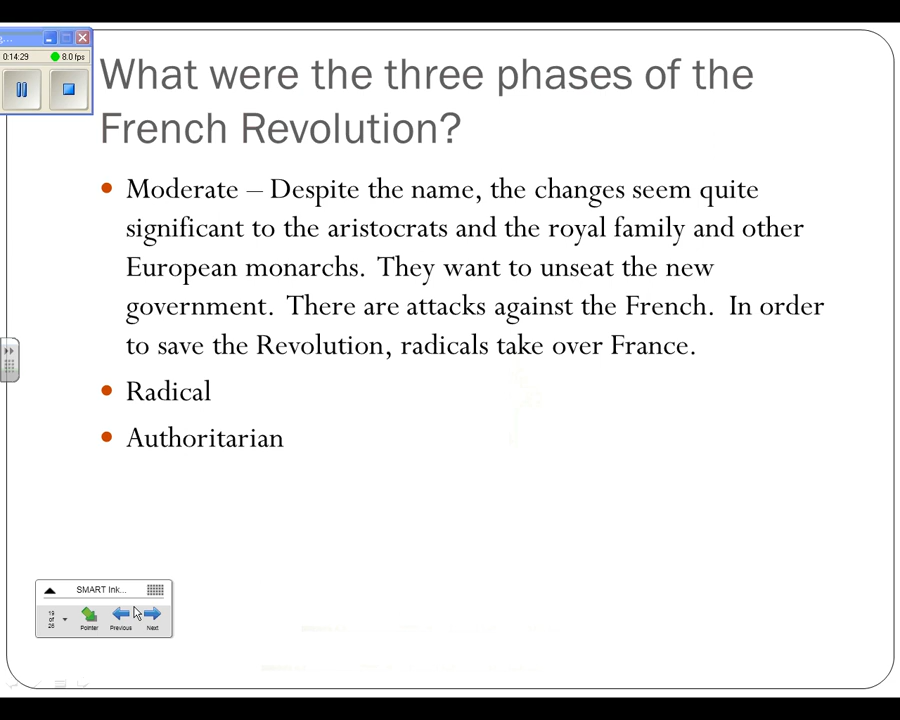 g...
0:14:29 8.0 fps
What were the three phases of the
French Revolution?
Moderate – Despite the name, the changes seem quite
significant to the aristocrats and the royal family and other
European monarchs.  They want to unseat the new
government.  There are attacks against the French.  In order
to save the Revolution, radicals take over France.
Radical
Authoritarian
SMART Ink...
19
of
26
Pointer Previous Next